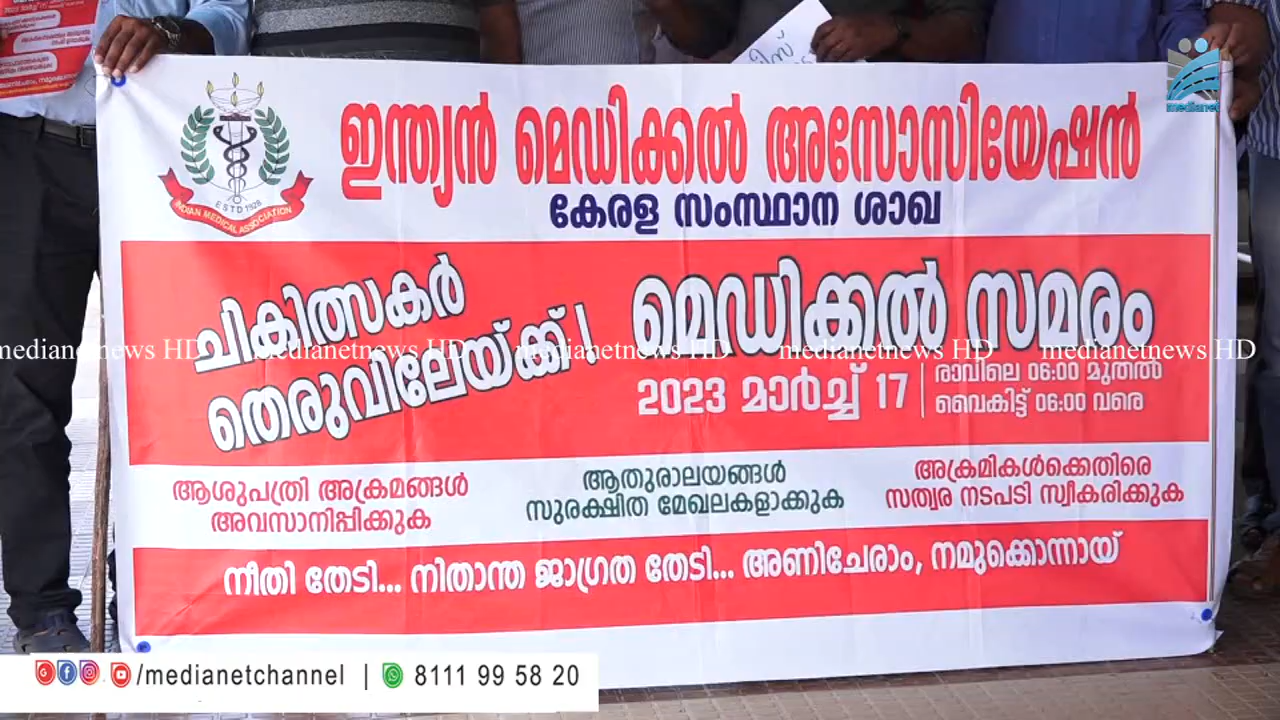 medianet
ESTD 1928
INDIAN MEDICAL ASSOCIATION
ഇന്ത്യൻ മെഡിക്കൽ അസോസിയേഷൻ
കേരള സംസ്ഥാന ശാഖ
ചികിത്സകർ
തെരുവിലേയ്ക്ക്!
മെഡിക്കൽ സമരം
2023 മാർച്ച് 17
രാവിലെ 06:00 മുതൽ
വൈകിട്ട് 06:00 വരെ
medianetnews HD medianetnews HD medianetnews HD medianetnews HD medianetnews HD
ആശുപത്രി അക്രമങ്ങൾ
അവസാനിപ്പിക്കുക
ആതുരാലയങ്ങൾ
സുരക്ഷിത മേഖലകളാക്കുക
അക്രമികൾക്കെതിരെ
സത്വര നടപടി സ്വീകരിക്കുക
നീതി തേടി... നിതാന്ത ജാഗ്രത തേടി... അണിചേരാം, നമുക്കൊന്നായ്
/medianetchannel | 8111 99 58 20